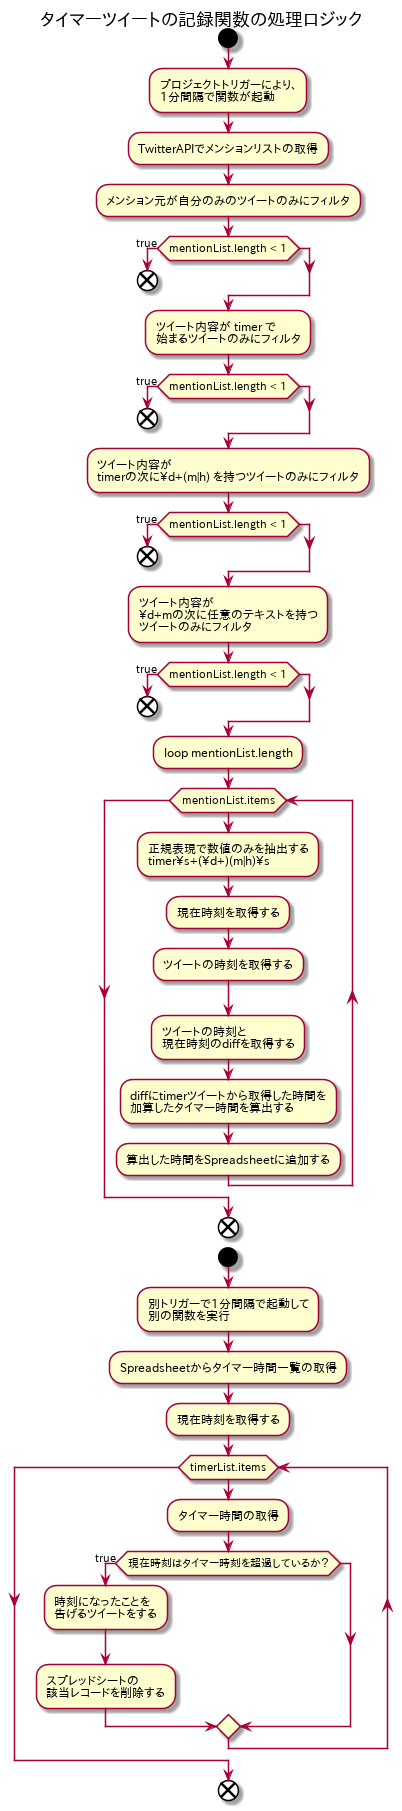 タイマーツイートの記録関数の処理ロジック
プロジェクトトリガーにより、
1分間隔で関数が起動
TwitterAPIでメンションリストの取得
メンション元が自分のみのツイートのみにフィルタ
true
mentionList.length < 1
ツイート内容が timer で
始まるツイートのみにフィルタ
true
mentionList.length < 1
ツイート内容が
timerの次に¥d+(m|h) を持つツイートのみにフィルタ
true
mentionList.length < 1
ツイート内容が
¥d+mの次に任意のテキストを持つ
ツイートのみにフィルタ
true
mentionList.length < 1
loop mentionList.length
mentionList.items
正規表現で数値のみを抽出する
timer¥s+(¥d+)(m|h)¥s
現在時刻を取得する
ツイートの時刻を取得する
ツイートの時刻と
現在時刻のdiffを取得する
diffにtimerツイートから取得した時間を
加算したタイマー時間を算出する
算出した時間をSpreadsheetに追加する
別トリガーで1分間隔で起動して
別の関数を実行
Spreadsheetからタイマー時間一覧の取得
現在時刻を取得する
timerList.items
タイマー時間の取得
true
現在時刻はタイマー時刻を超過しているか?
時刻になったことを
告げるツイートをする
スプレッドシートの
該当レコードを削除する